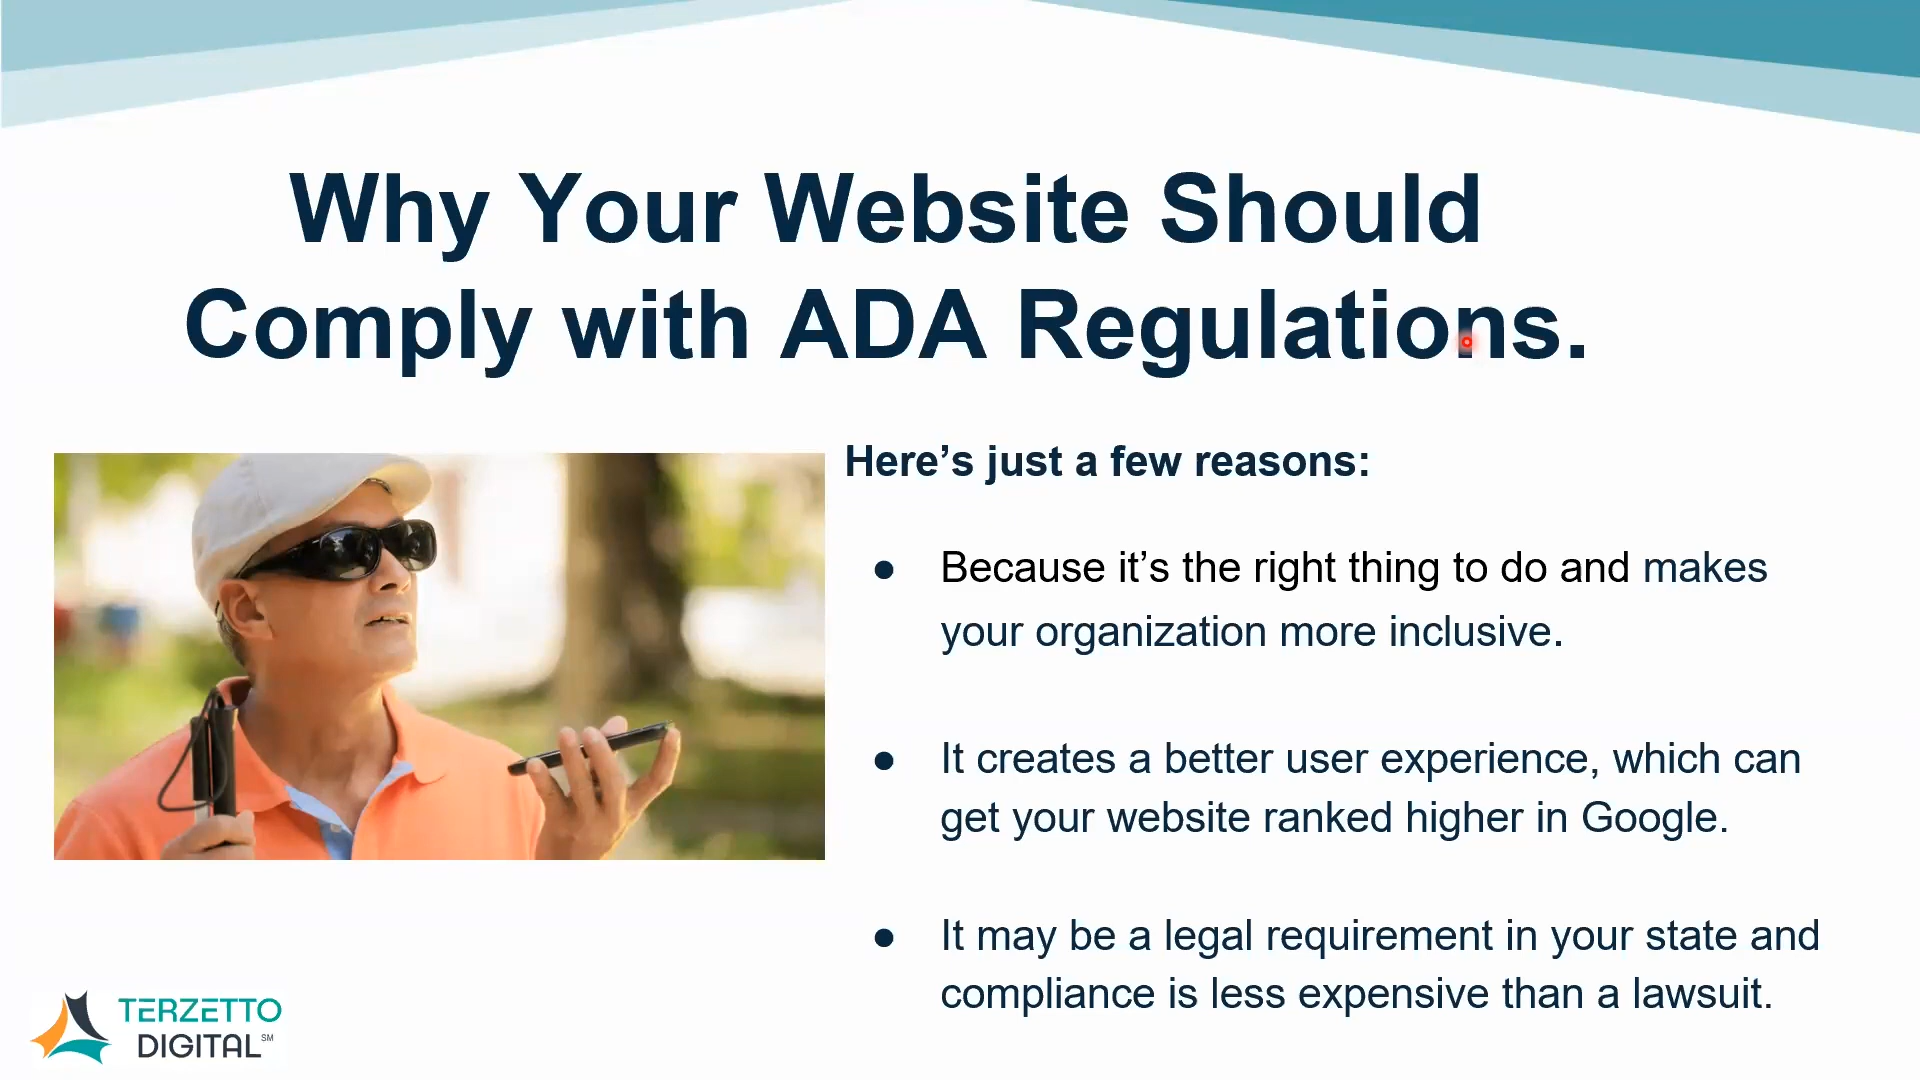 Why Your Website Should
Comply with ADA Regulations.
Here’s just a few reasons:
● Because it’s the right thing to do and makes
your organization more inclusive.
● It creates a better user experience, which can
get your website ranked higher in Google.
● It may be a legal requirement in your state and
compliance is less expensive than a lawsuit.
TERZETTO
DIGITAL SM